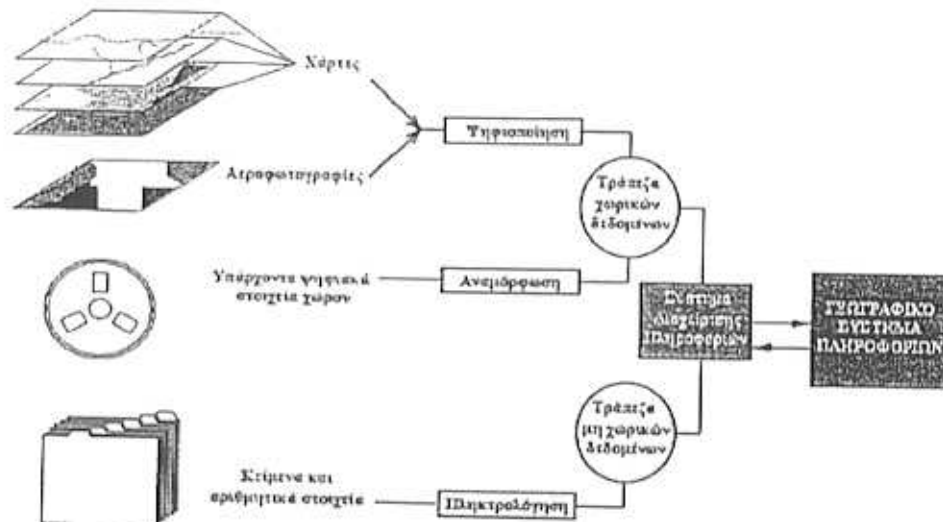 Χάρτες
Ψηφιοποίηση
Αεροφωτογραφίες
Τράπεζα
χωρικών
δεδομένων
Υπάρχοντα ψηφιακά
στοιχεία χώρου
Αναμόρφωση
Σύστημα
Διαχείρισης
Πληροφοριών
ΓΕΩΓΡΑΦΙΚΟ
ΣΥΣΤΗΜΑ
ΠΛΗΡΟΦΟΡΙΩΝ
Τράπεζα
μη χωρικών
δεδομένων
Κείμενα και
αριθμητικά στοιχεία
Πληκτρολόγηση